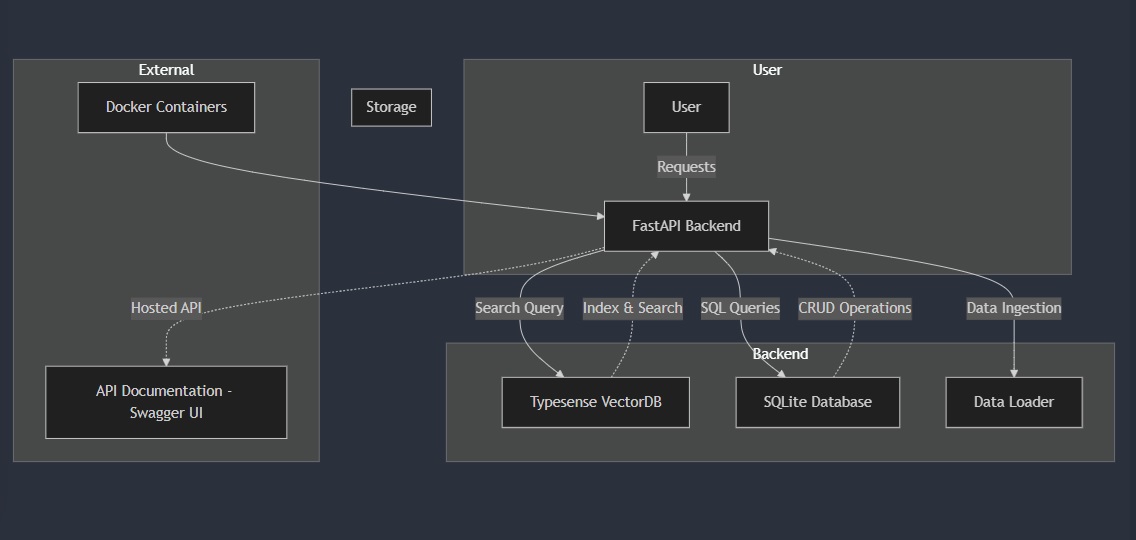 External
User
Docker Containers
Storage
User
Requests
FastAPI Backend
Hosted API
Search Query
Index & Search
SQL Queries
CRUD Operations
Data Ingestion
Backend
API Documentation -
Swagger UI
Typesense VectorDB
SQLite Database
Data Loader